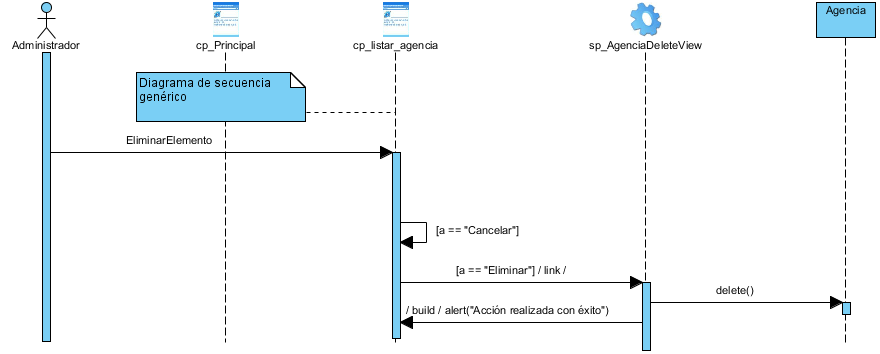 Administrador
cp_Principal
cp_listar_agencia
sp_AgenciaDeleteView
Agencia
Diagrama de secuencia
genérico
EliminarElemento
[a == "Cancelar"]
[a == "Eliminar"] / link /
delete()
/ build / alert("Acción realizada con éxito")